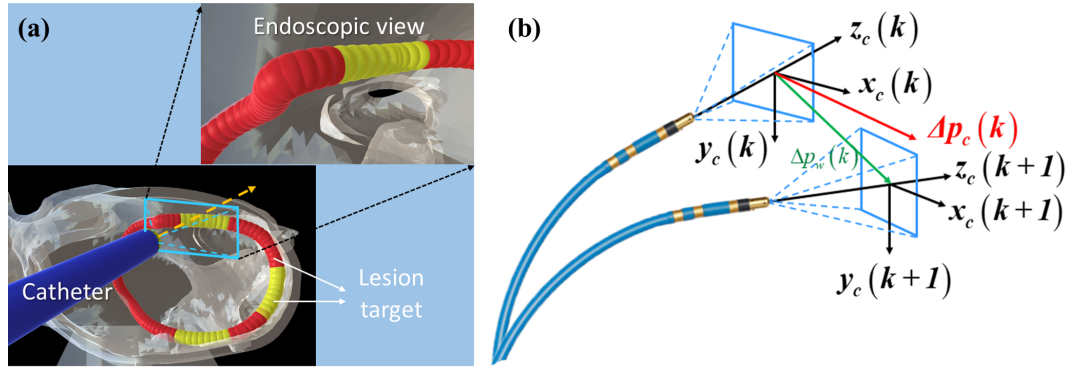 (a)
Endoscopic view
Catheter
Lesion
target
(b)
z_c(k)
x_c(k)
y_c(k)
Δp_c(k)
Δp_w(k)
z_c(k+1)
x_c(k+1)
y_c(k+1)